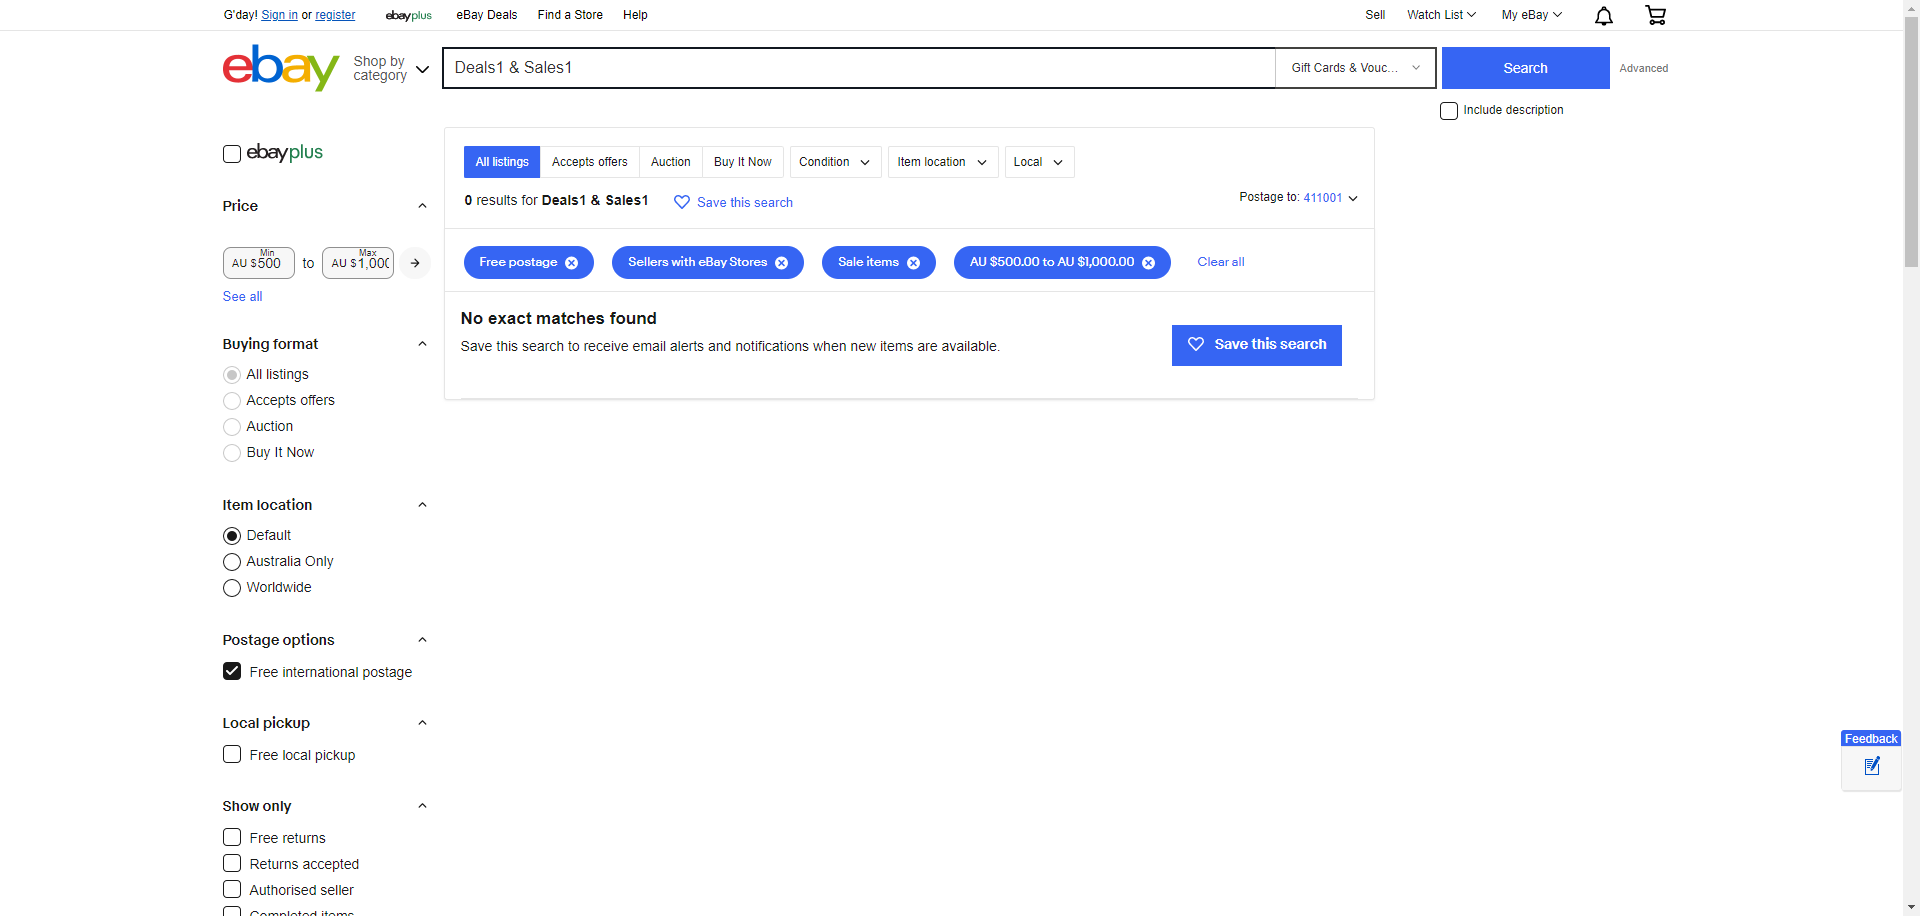 G'day! Sign in or register ebayplus eBay Deals Find a Store Help Sell Watch List My eBay
ebay Shop by category Deals1 & Sales1 Gift Cards & Vouc... Search Advanced
Include description
ebayplus
All listings Accepts offers Auction Buy It Now Condition Item location Local
0 results for Deals1 & Sales1 Save this search Postage to: 411001
Free postage Sellers with eBay Stores Sale items AU $500.00 to AU $1,000.00 Clear all
No exact matches found
Save this search to receive email alerts and notifications when new items are available.
Save this search
Price
Min
AU $500
to
Max
AU $1,000
See all
Buying format
All listings
Accepts offers
Auction
Buy It Now
Item location
Default
Australia Only
Worldwide
Postage options
Free international postage
Local pickup
Free local pickup
Show only
Free returns
Returns accepted
Authorised seller
Completed items
Feedback